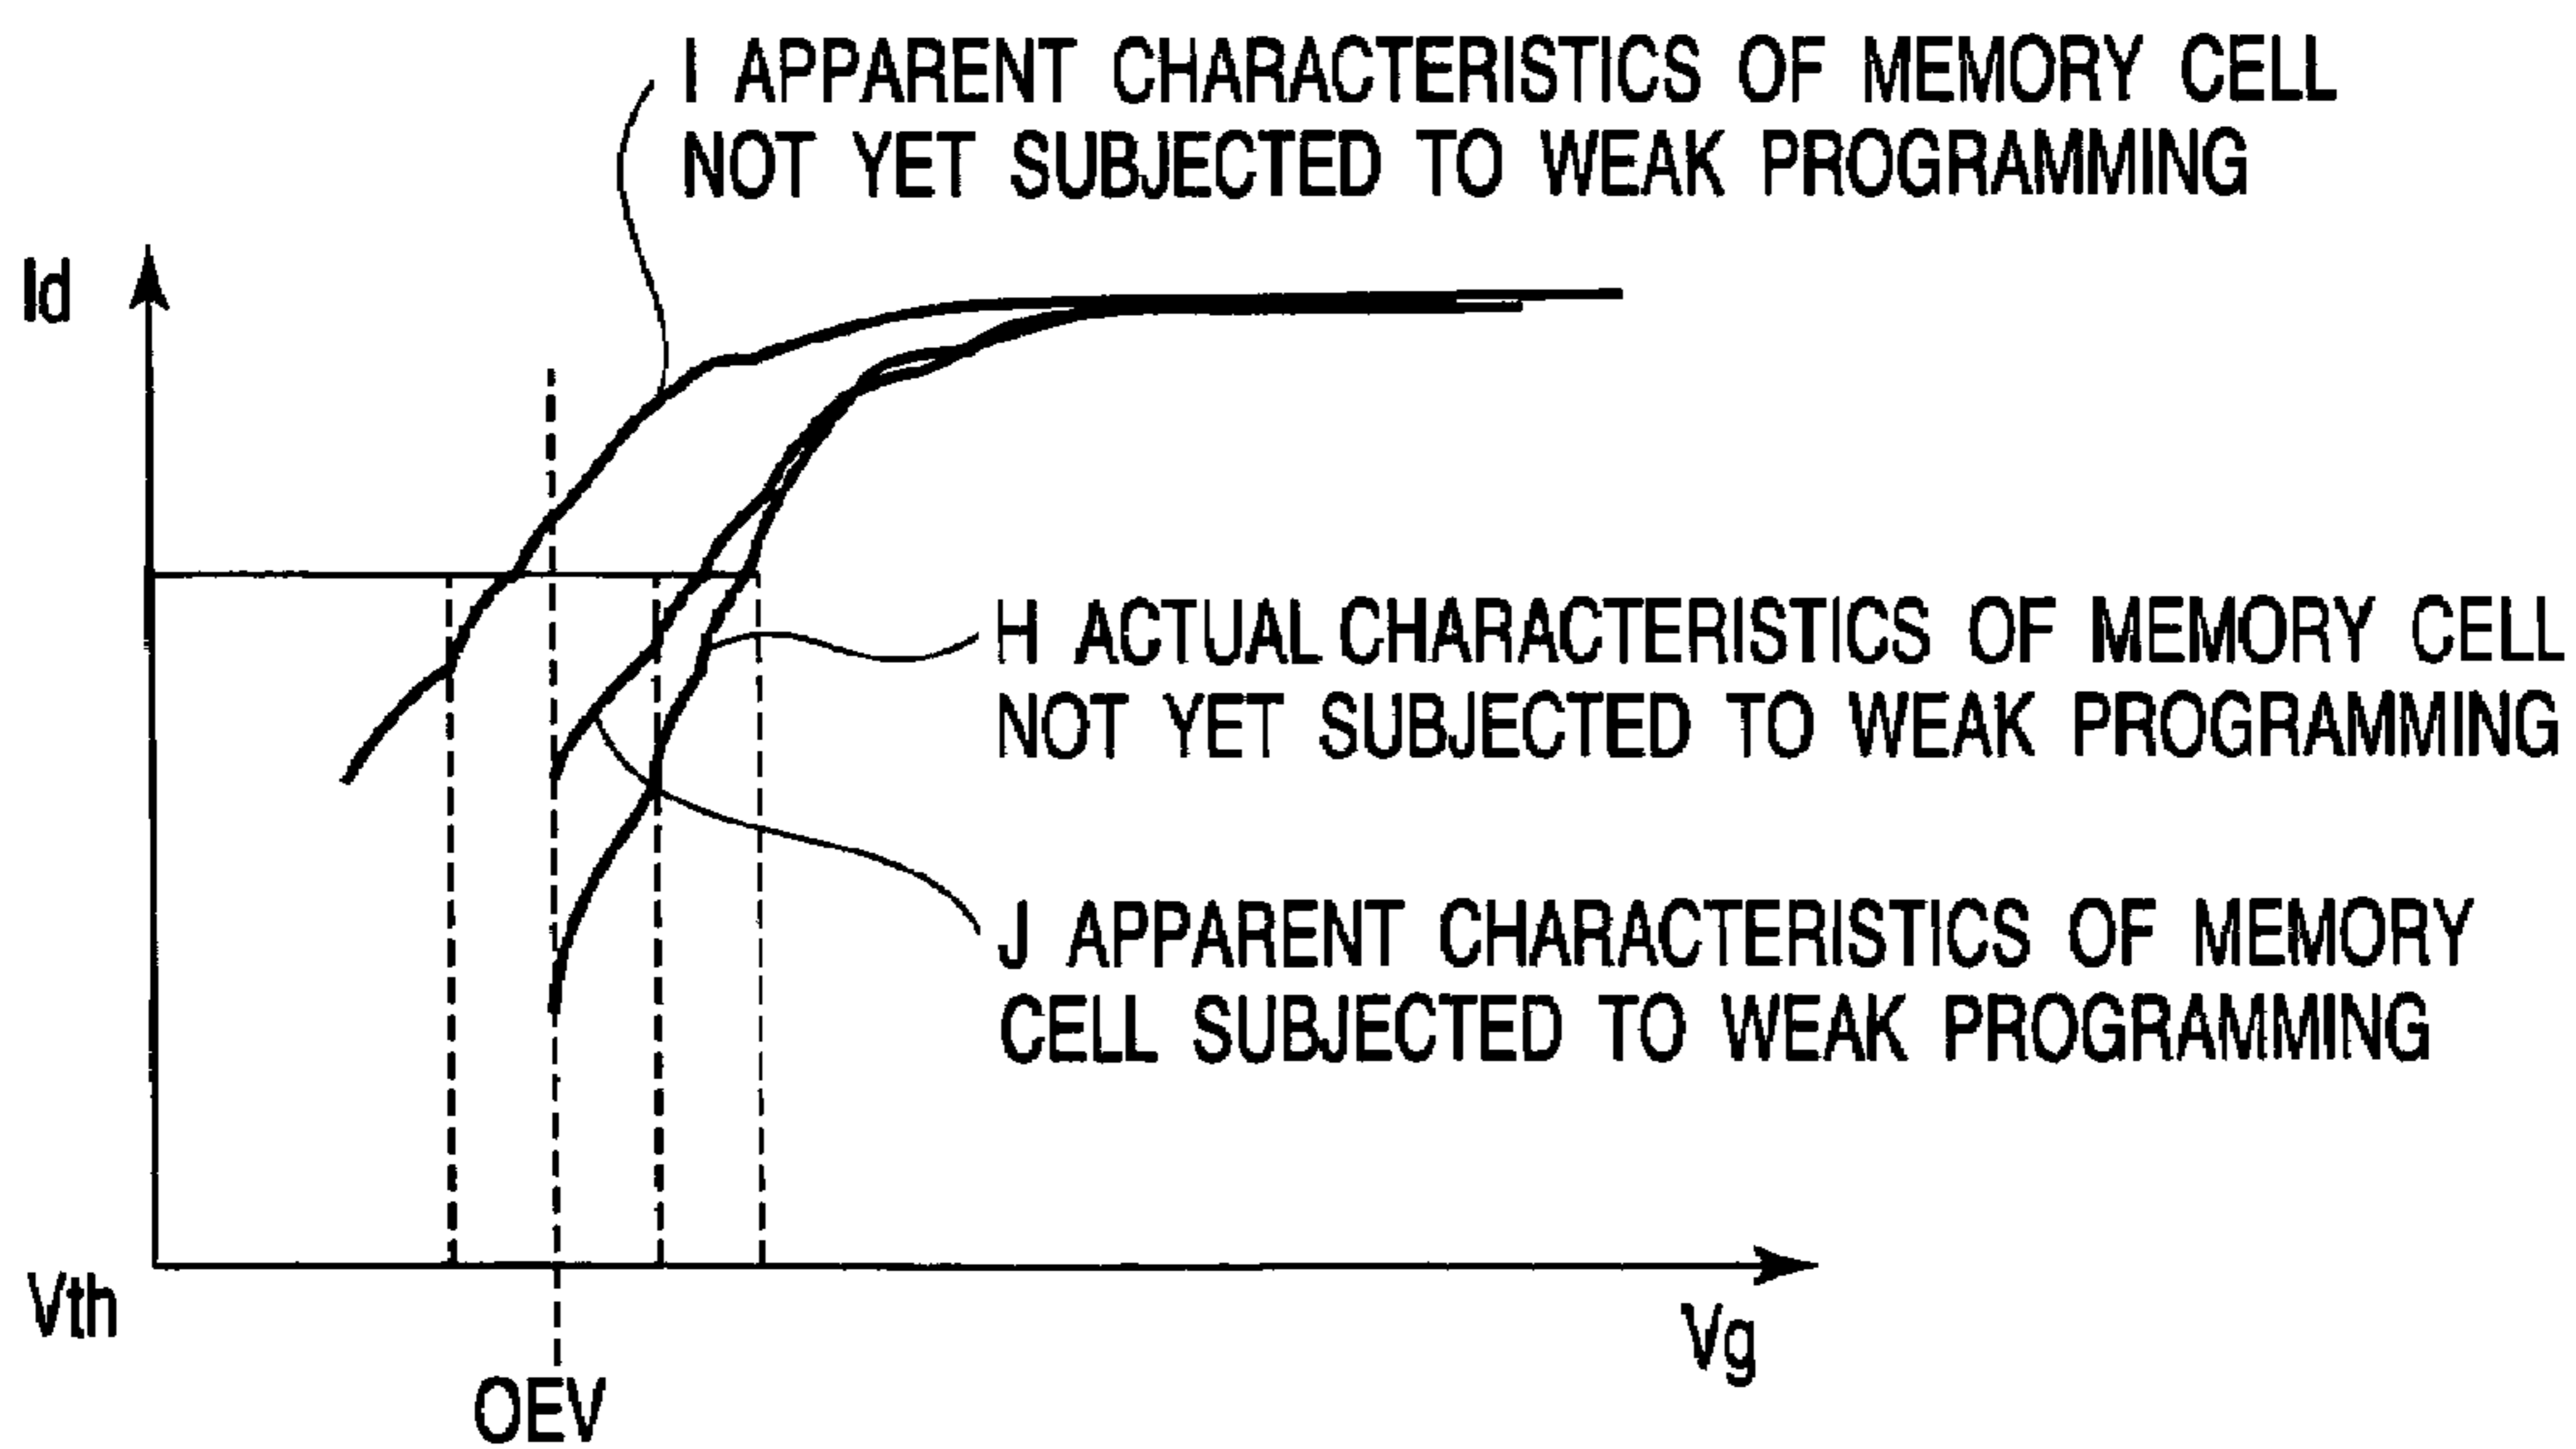 I APPARENT CHARACTERISTICS OF MEMORY CELL
NOT YET SUBJECTED TO WEAK PROGRAMMING
Id
H ACTUAL CHARACTERISTICS OF MEMORY CELL
NOT YET SUBJECTED TO WEAK PROGRAMMING
J APPARENT CHARACTERISTICS OF MEMORY
CELL SUBJECTED TO WEAK PROGRAMMING
Vth
Vg
OEV